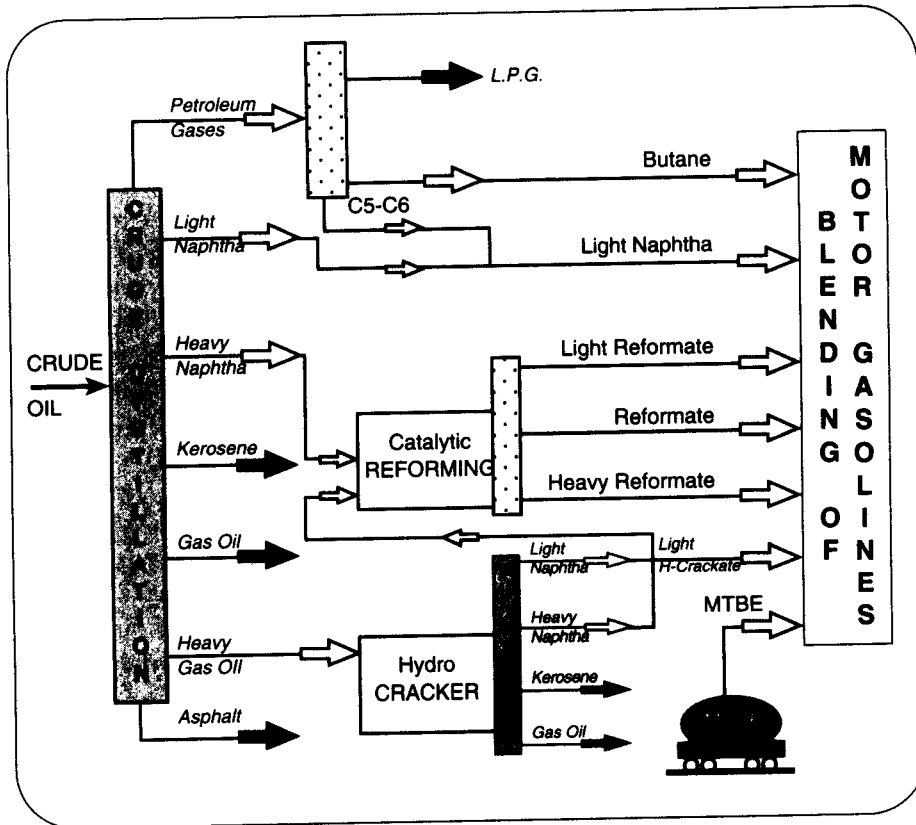 L.P.G.
Petroleum
Gases
Butane
C5-C6
Light
Naphtha
Light Naphtha
Heavy
Naphtha
CRUDE
OIL
CRUDE DISTILLATION
Light Reformate
Catalytic
REFORMING
Reformate
Kerosene
Heavy Reformate
Gas Oil
Light
Naphtha
Light
H-Crackate
MTBE
Heavy
Naphtha
Heavy
Gas Oil
Hydro
CRACKER
Kerosene
Asphalt
Gas Oil
BLENDING OF
MOTOR GASOLINES